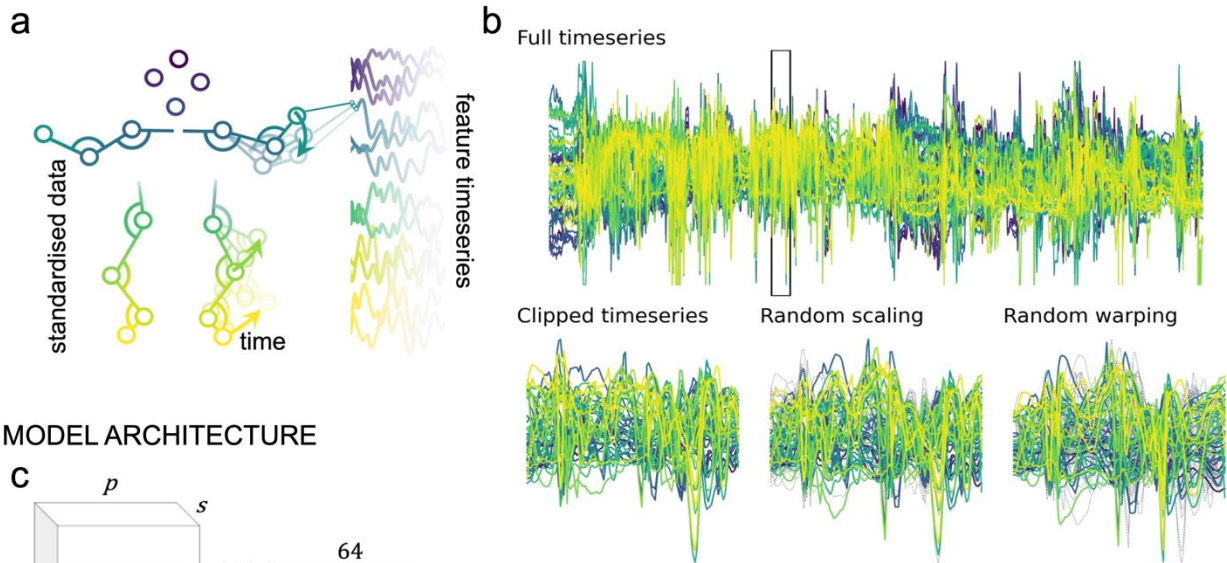 a
standardised data
time
feature timeseries
b
Full timeseries
Clipped timeseries
Random scaling
Random warping
MODEL ARCHITECTURE
c
p
s
64